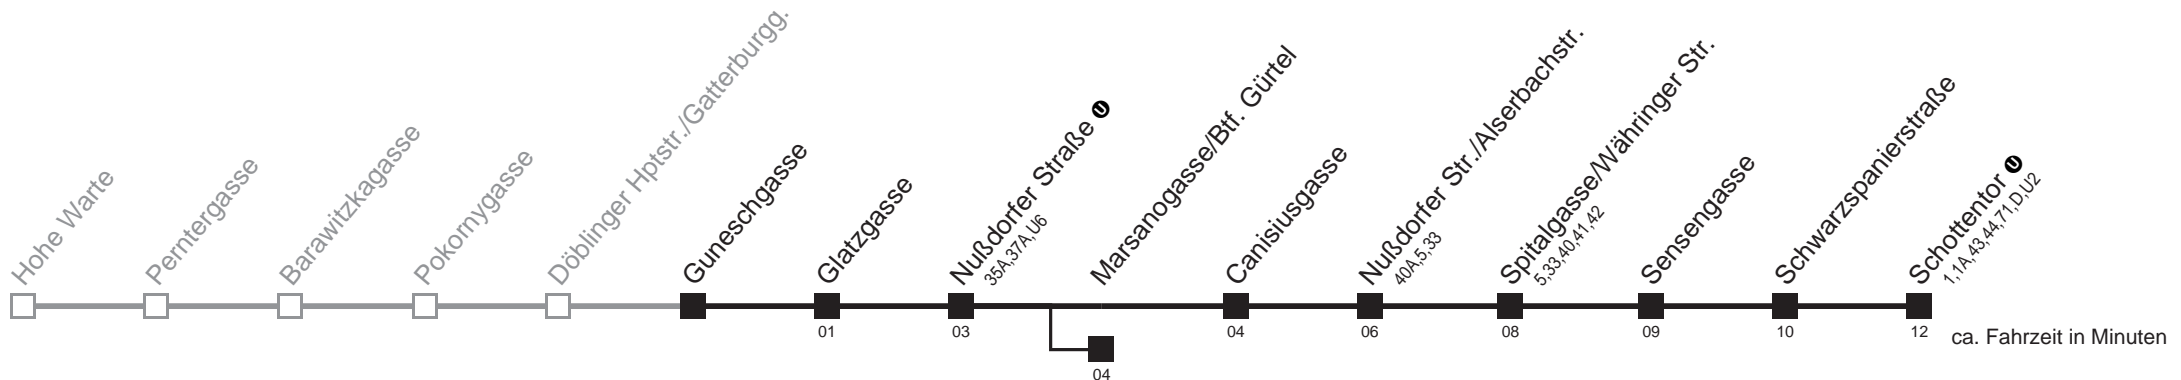 Hohe Warte
Perntergasse
Barawitzkagasse
Pokornygasse
Döblinger Hptstr./Gatterburgg.
Guneschgasse
Glatzgasse
Nußdorfer Straße U
35A,37A,U6
Marsanogasse/Btf. Gürtel
Canisiusgasse
Nußdorfer Str./Alserbachstr.
40A,5,33
Spitalgasse/Währinger Str.
5,33,40,41,42
Sensengasse
Schwarzspanierstraße
Schottentor U
1,1A,43,44,71,D,U2
01
03
04
06
08
09
10
12
ca. Fahrzeit in Minuten
04